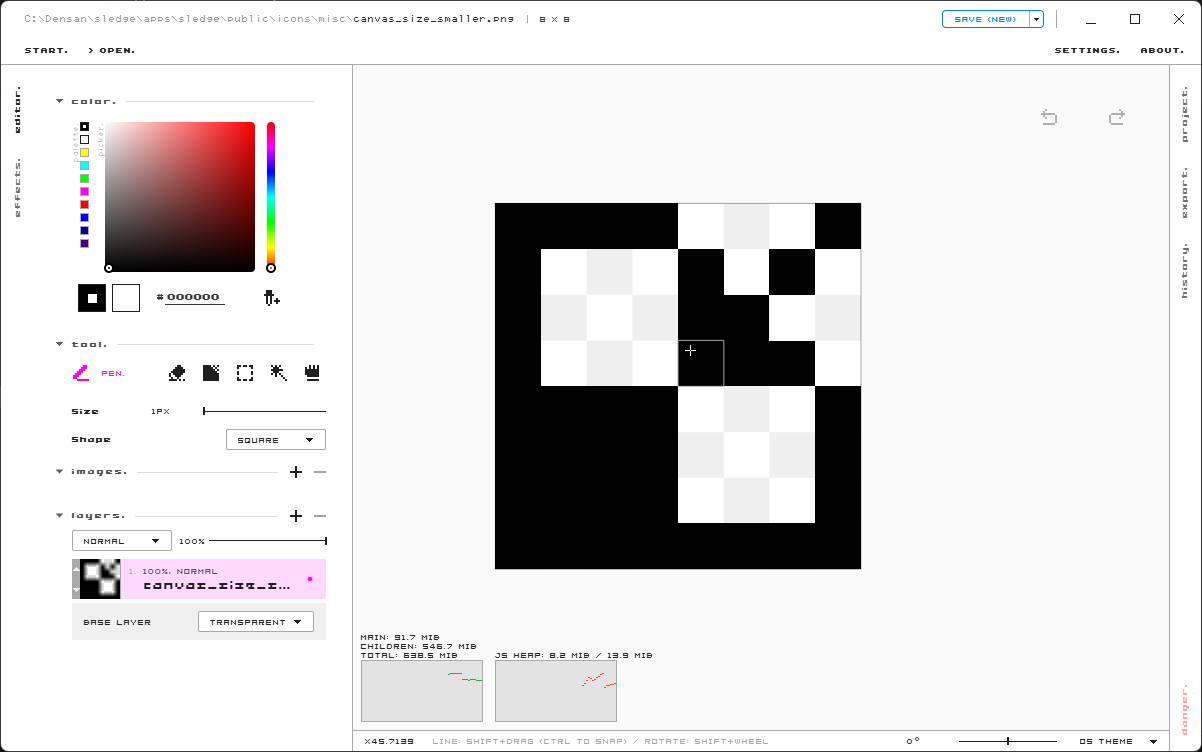 C:\Densan\sledge\apps\sledge\public\icons\misc\canvas_size_smaller.png | 8 x 8
SAVE (NEW)
START. > OPEN.
SETTINGS. ABOUT.
editor.
effects.
color.
palette.
picker.
# 000000
tool.
PEN.
Size 1PX
Shape SQUARE
images.
layers.
NORMAL 100%
1. 100%, NORMAL
canvas_size_s...
BASE LAYER TRANSPARENT
project.
export.
history.
danger.
MAIN: 91.7 MIB
CHILDREN: 546.7 MIB
TOTAL: 638.5 MIB
JS HEAP: 8.2 MIB / 13.9 MIB
X45.7139 LINE: SHIFT+DRAG (CTRL TO SNAP) / ROTATE: SHIFT+WHEEL
0° OS THEME